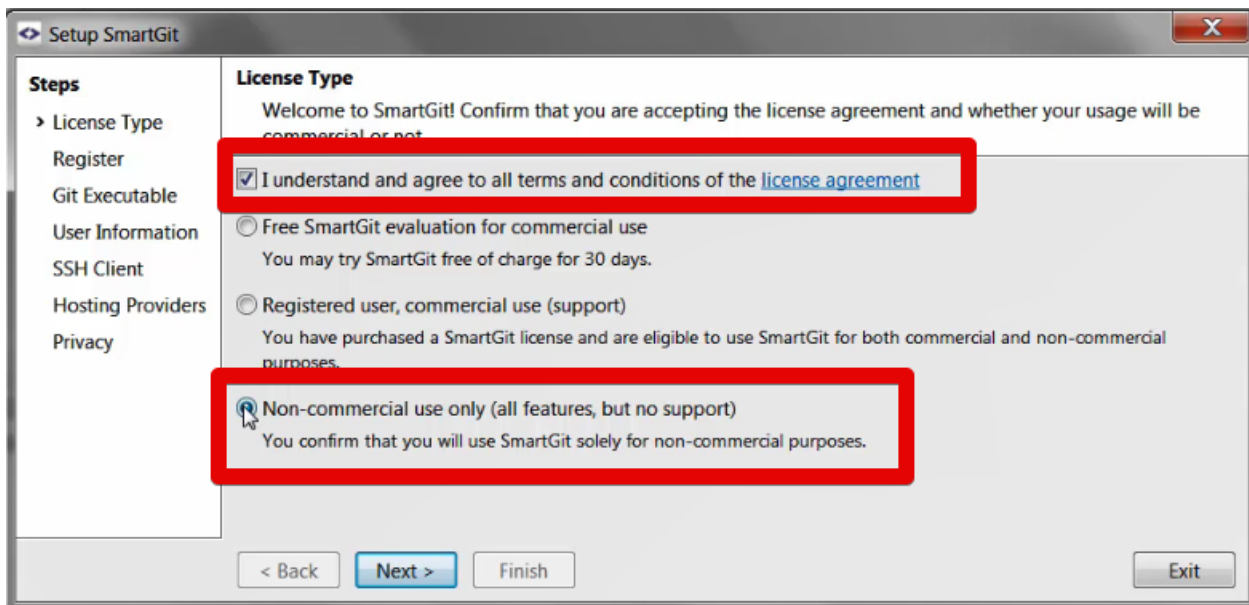 Setup SmartGit
X
Steps
> License Type
Register
Git Executable
User Information
SSH Client
Hosting Providers
Privacy
License Type
Welcome to SmartGit! Confirm that you are accepting the license agreement and whether your usage will be
commercial or not
I understand and agree to all terms and conditions of the license agreement
Free SmartGit evaluation for commercial use
You may try SmartGit free of charge for 30 days.
Registered user, commercial use (support)
You have purchased a SmartGit license and are eligible to use SmartGit for both commercial and non-commercial
purposes.
Non-commercial use only (all features, but no support)
You confirm that you will use SmartGit solely for non-commercial purposes.
< Back
Next >
Finish
Exit